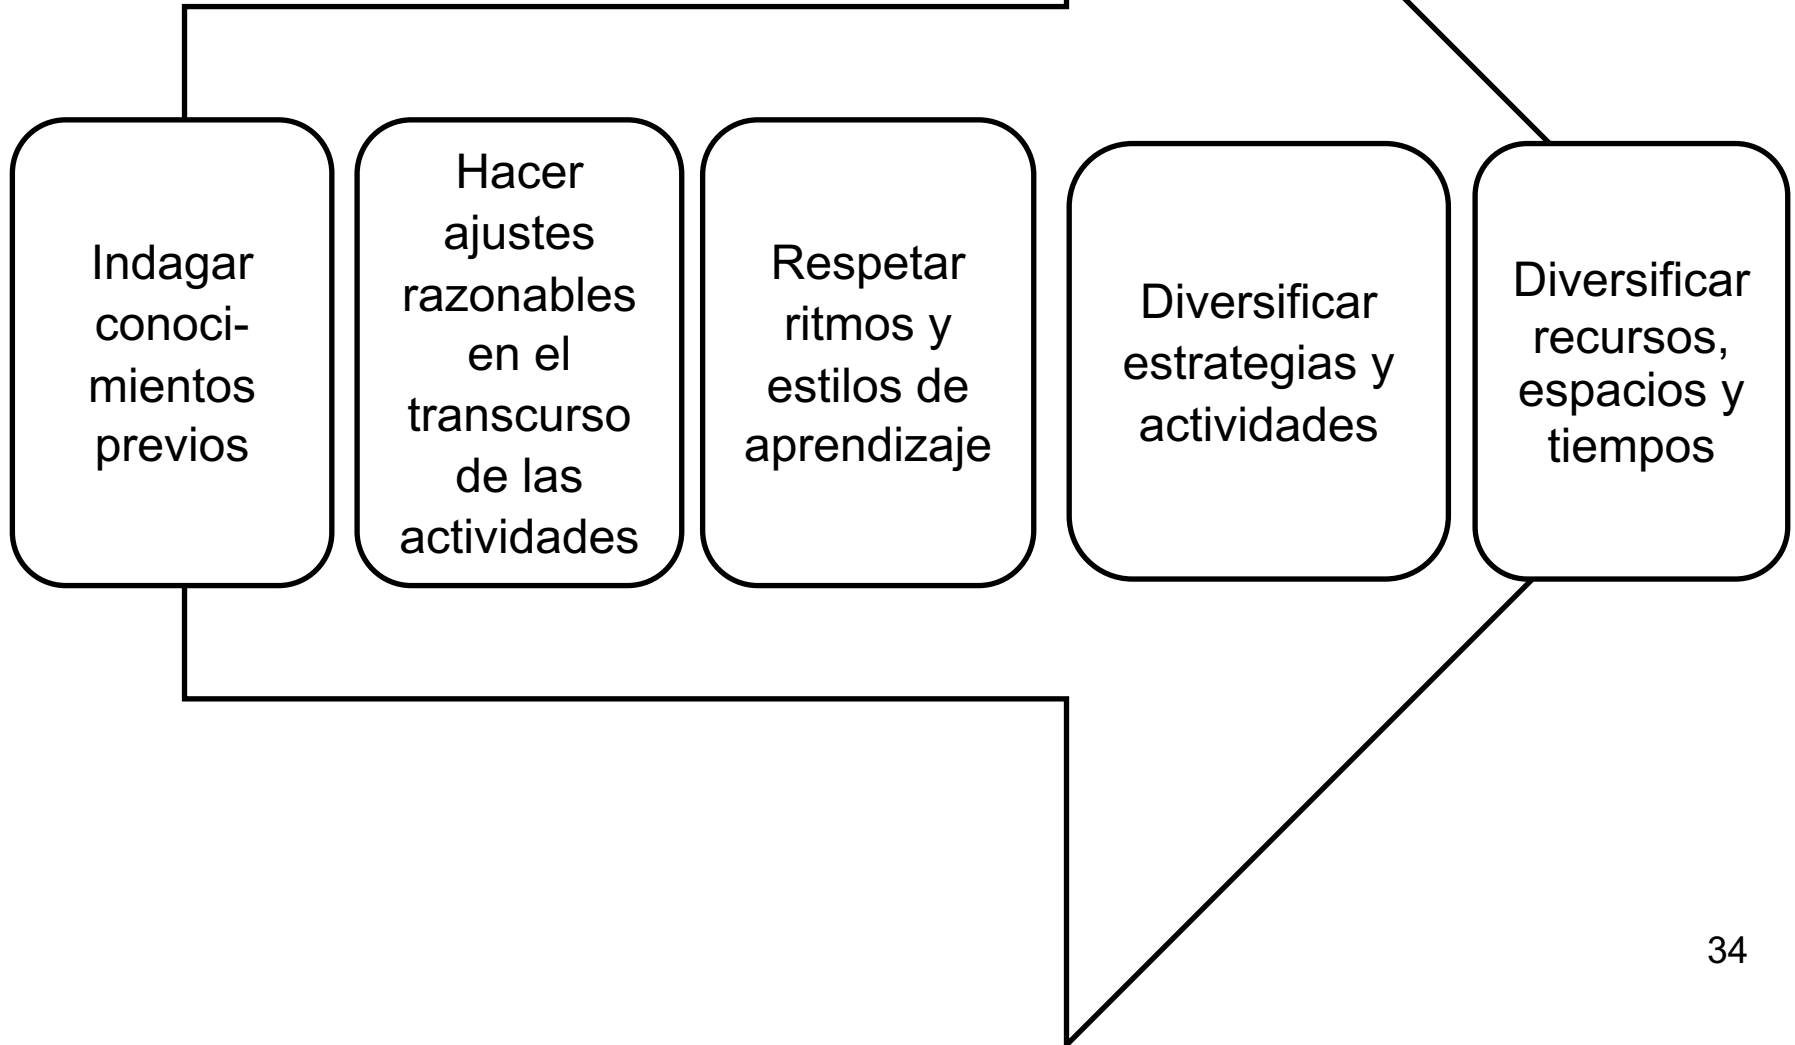 Indagar
conoci-
mientos
previos
Hacer
ajustes
razonables
en el
transcurso
de las
actividades
Respetar
ritmos y
estilos de
aprendizaje
Diversificar
estrategias y
actividades
Diversificar
recursos,
espacios y
tiempos
34